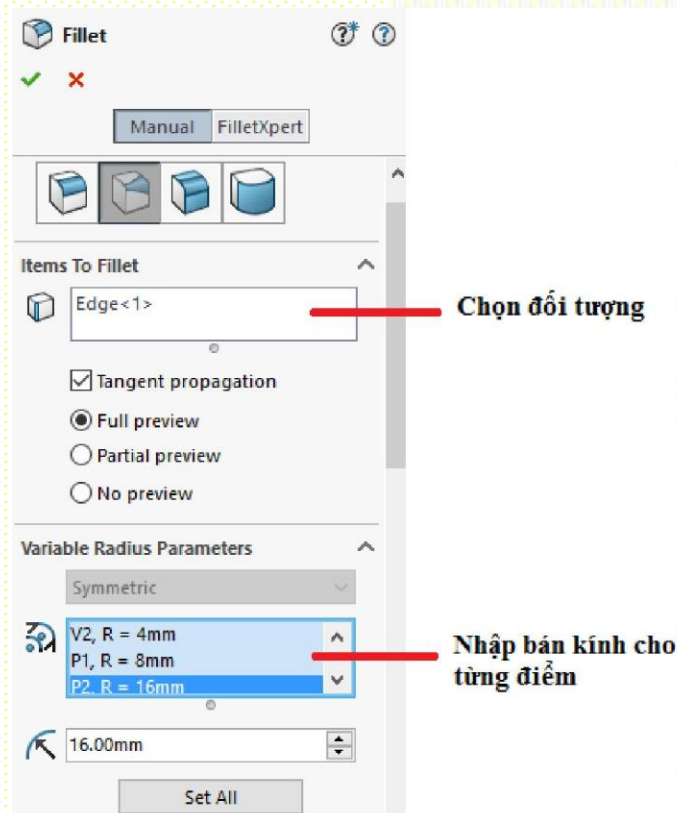 Fillet
Manual FilletXpert
Items To Fillet
Edge<1>
Chọn đối tượng
Tangent propagation
Full preview
Partial preview
No preview
Variable Radius Parameters
Symmetric
V2, R = 4mm
P1, R = 8mm
P2, R = 16mm
Nhập bán kính cho
từng điểm
16.00mm
Set All